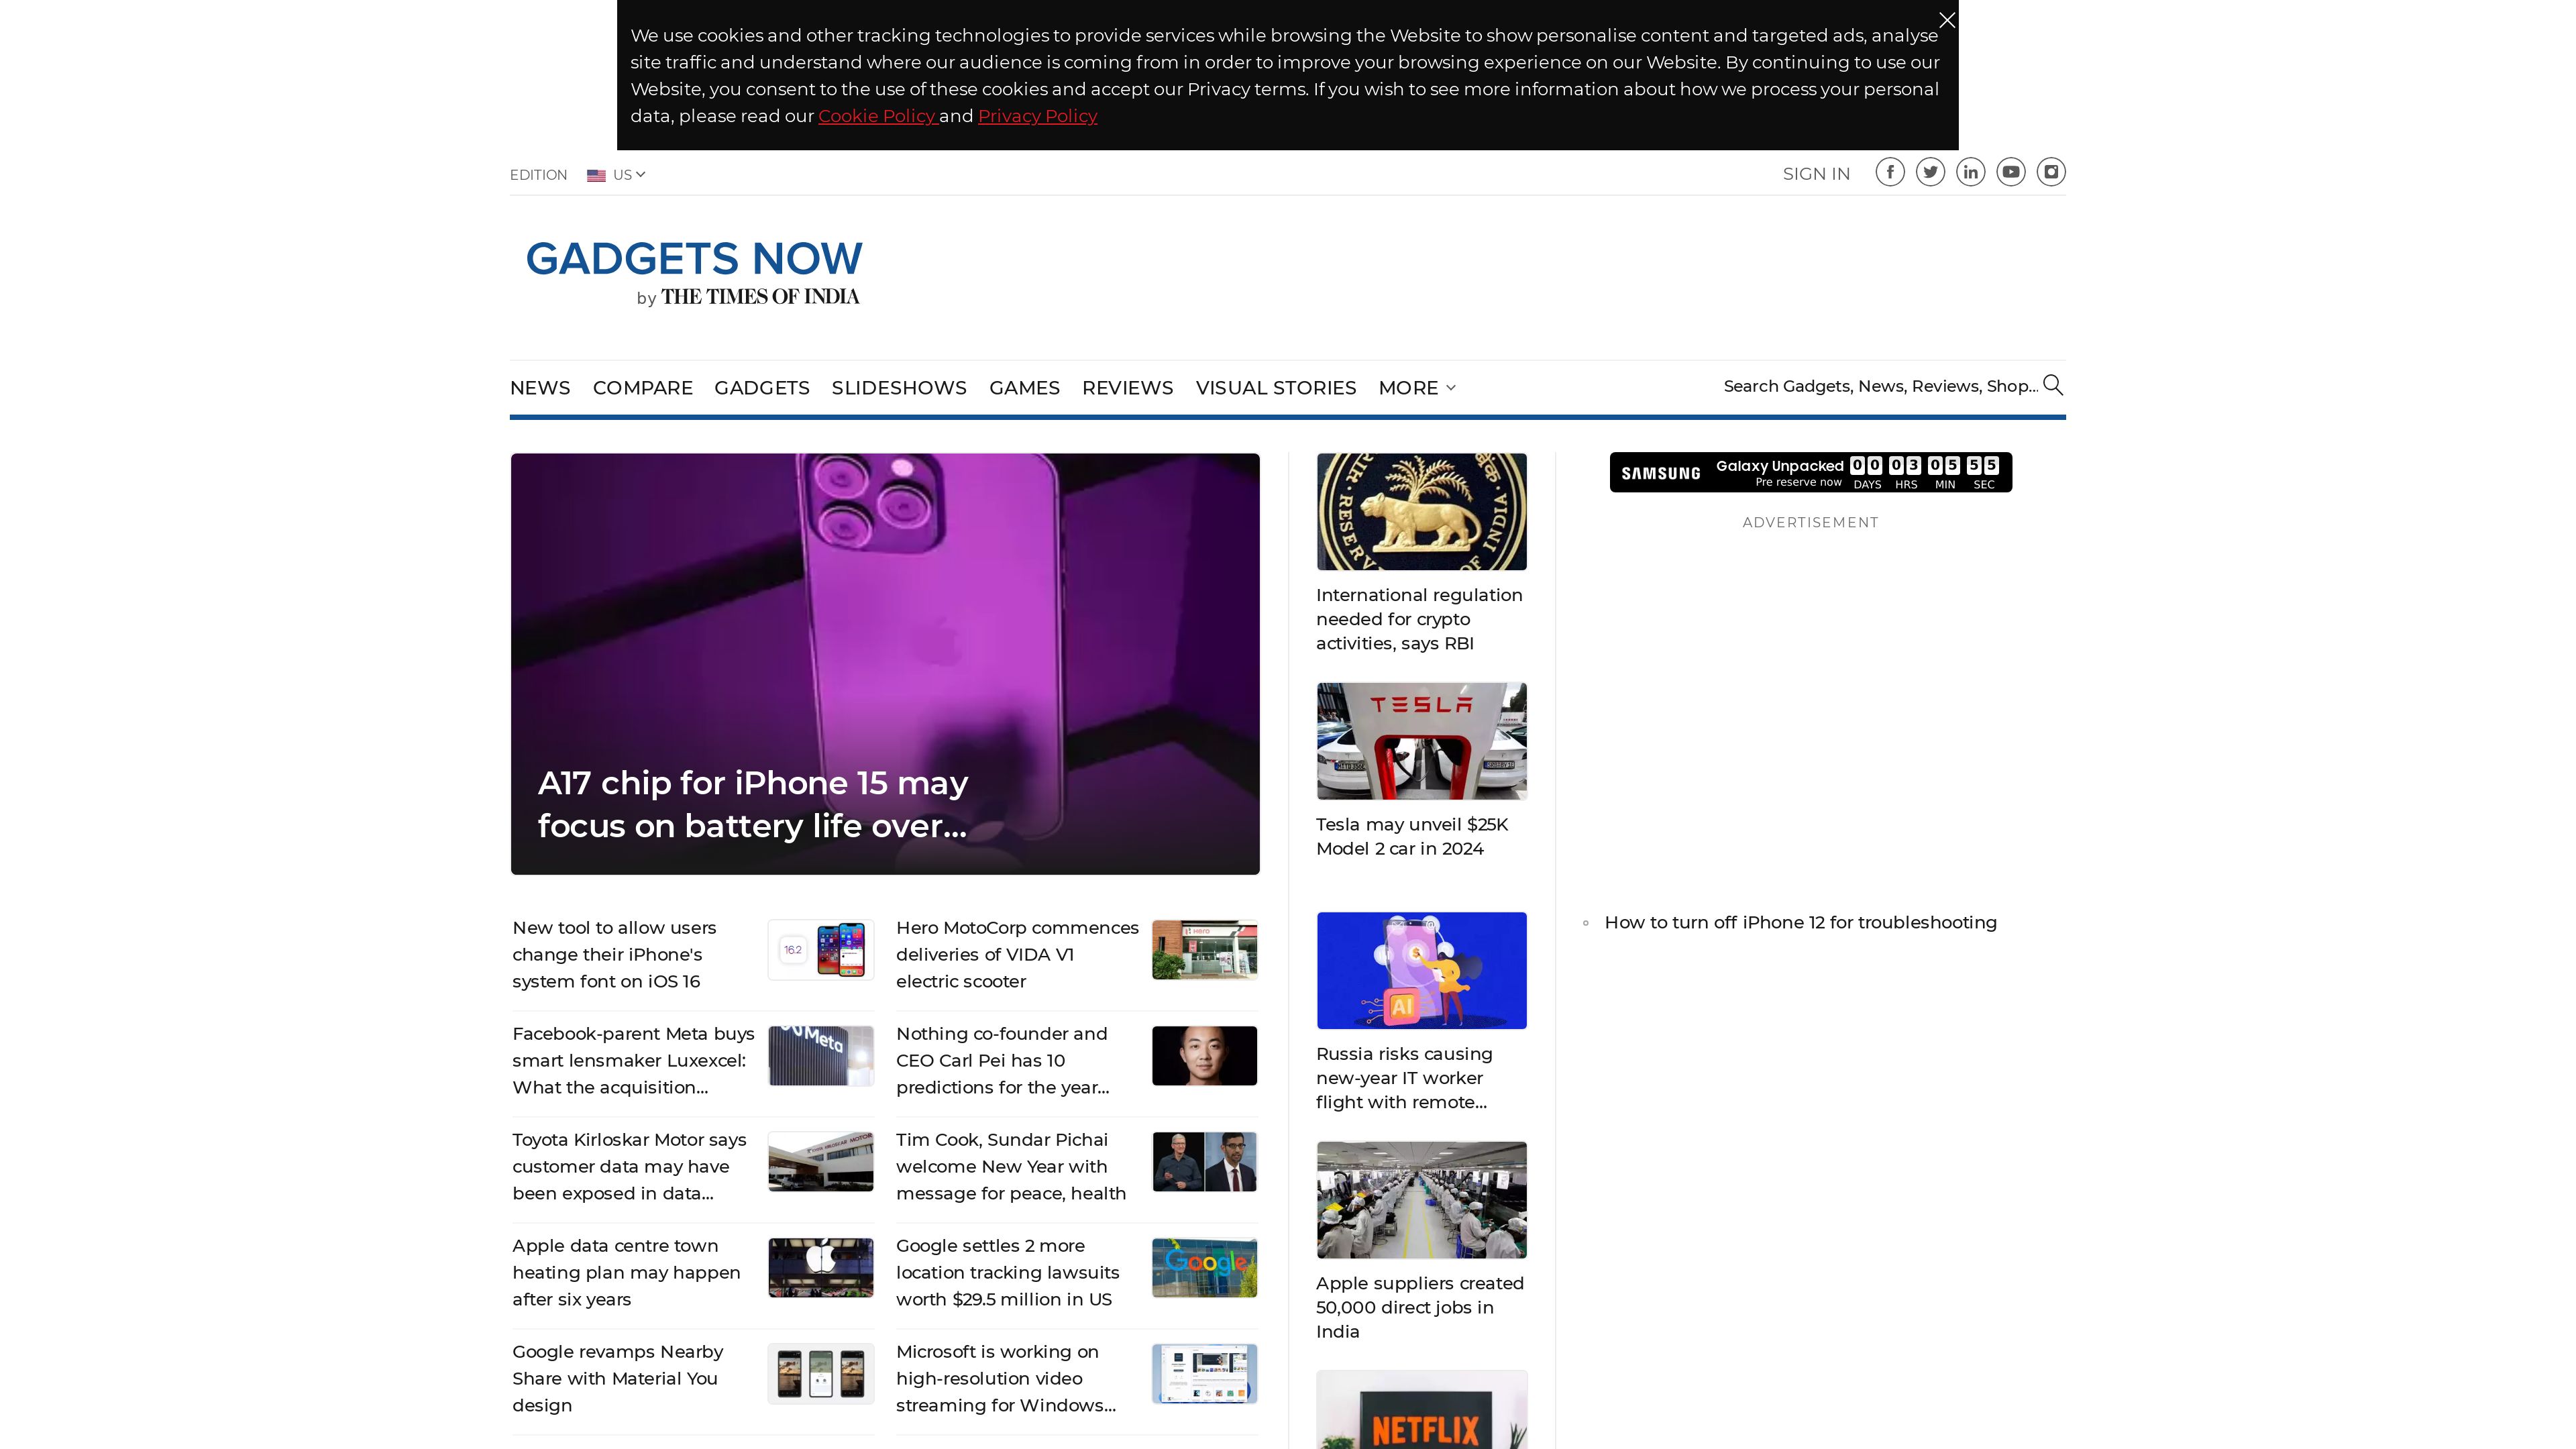 We use cookies and other tracking technologies to provide services while browsing the Website to show personalise content and targeted ads, analyse
site traffic and understand where our audience is coming from in order to improve your browsing experience on our Website. By continuing to use our
Website, you consent to the use of these cookies and accept our Privacy terms. If you wish to see more information about how we process your personal
data, please read our Cookie Policy and Privacy Policy
EDITION US
SIGN IN
GADGETS NOW
by THE TIMES OF INDIA
NEWS COMPARE GADGETS SLIDESHOWS GAMES REVIEWS VISUAL STORIES MORE
Search Gadgets, News, Reviews, Shop...
A17 chip for iPhone 15 may
focus on battery life over...
New tool to allow users
change their iPhone's
system font on iOS 16
16.2
Facebook-parent Meta buys
smart lensmaker Luxexcel:
What the acquisition...
Meta
Toyota Kirloskar Motor says
customer data may have
been exposed in data...
Apple data centre town
heating plan may happen
after six years
Google revamps Nearby
Share with Material You
design
Hero MotoCorp commences
deliveries of VIDA V1
electric scooter
Hero
Nothing co-founder and
CEO Carl Pei has 10
predictions for the year...
Tim Cook, Sundar Pichai
welcome New Year with
message for peace, health
Google settles 2 more
location tracking lawsuits
worth $29.5 million in US
Google
Microsoft is working on
high-resolution video
streaming for Windows...
International regulation
needed for crypto
activities, says RBI
TESLA
Tesla may unveil $25K
Model 2 car in 2024
AI
Russia risks causing
new-year IT worker
flight with remote...
Apple suppliers created
50,000 direct jobs in
India
NETFLIX
SAMSUNG Galaxy Unpacked 00 03 05 55
Pre reserve now DAYS HRS MIN SEC
ADVERTISEMENT
How to turn off iPhone 12 for troubleshooting